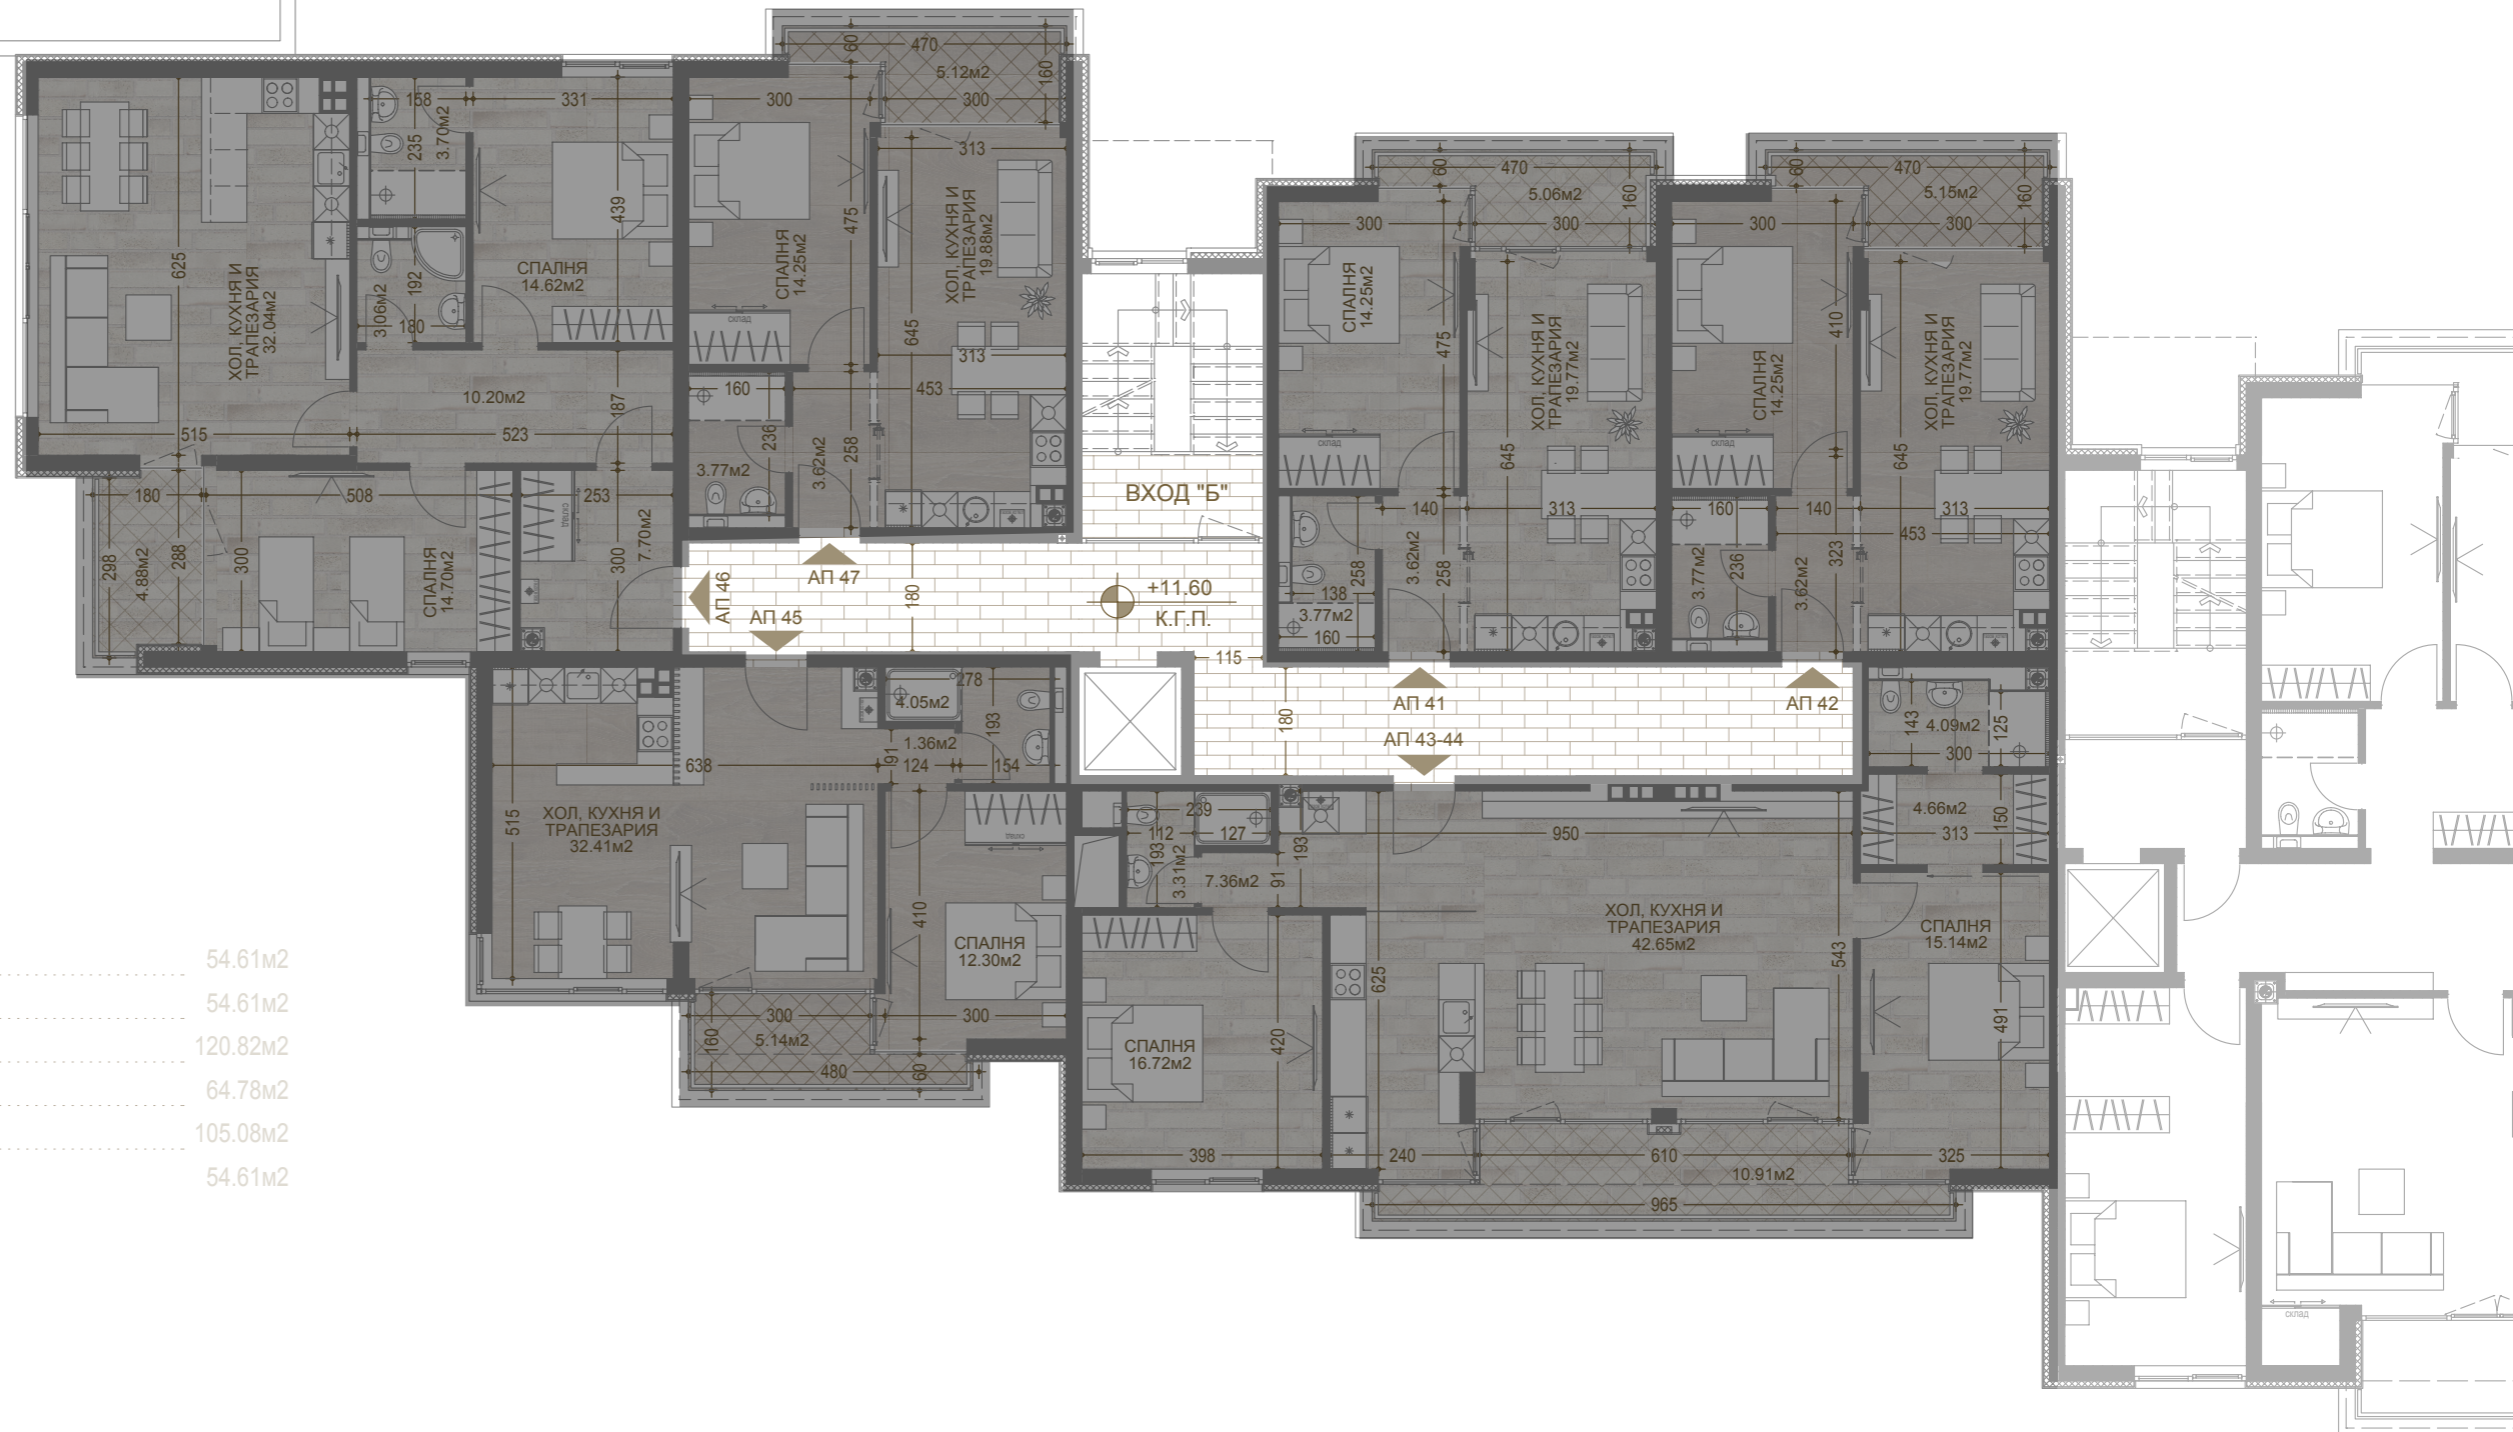 470
60
5.12м2
160
300
300
158
331
235
3.70м2
439
475
313
СПАЛНЯ
14.25м2
ХОЛ, КУХНЯ И
ТРАПЕЗАРИЯ
19.88м2
625
ХОЛ, КУХНЯ И
ТРАПЕЗАРИЯ
32.04м2
3.06м2
192
180
СПАЛНЯ
14.62м2
склад
645
313
10.20м2
187
160
453
515
523
236
3.77м2
3.62м2
258
180
508
253
склад
298
4.88м2
288
300
СПАЛНЯ
14.70м2
300
7.70м2
АП 46
АП 47
АП 45
180
ВХОД "Б"
+11.60
К.Г.П.
115
470
60
5.06м2
160
300
300
СПАЛНЯ
14.25м2
475
ХОЛ, КУХНЯ И
ТРАПЕЗАРИЯ
19.77м2
склад
645
140
313
258
3.62м2
258
138
3.77м2
160
470
60
5.15м2
160
300
300
410
СПАЛНЯ
14.25м2
ХОЛ, КУХНЯ И
ТРАПЕЗАРИЯ
19.77м2
склад
645
160
140
313
453
236
323
3.77м2
3.62м2
180
АП 41
АП 42
АП 43-44
278
4.05м2
193
1.36м2
91
638
124
154
515
ХОЛ, КУХНЯ И
ТРАПЕЗАРИЯ
32.41м2
склад
410
СПАЛНЯ
12.30м2
300
300
160
5.14м2
480
60
143
4.09м2
125
300
4.66м2
150
313
239
112
127
193
193
950
3.31м2
7.36м2
91
ХОЛ, КУХНЯ И
ТРАПЕЗАРИЯ
42.65м2
СПАЛНЯ
15.14м2
543
625
491
СПАЛНЯ
16.72м2
420
398
240
610
325
10.91м2
965
54.61м2
54.61м2
120.82м2
64.78м2
105.08м2
54.61м2
склад